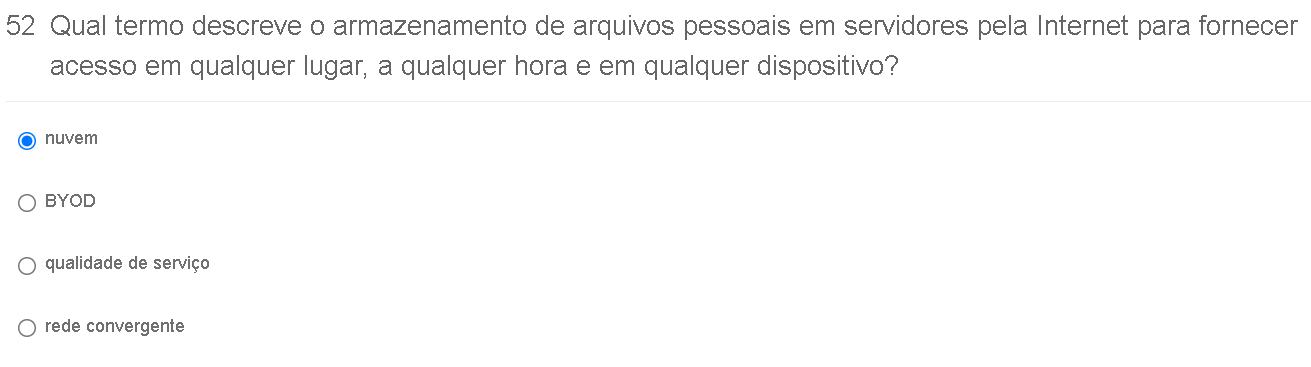 52 Qual termo descreve o armazenamento de arquivos pessoais em servidores pela Internet para fornecer
acesso em qualquer lugar, a qualquer hora e em qualquer dispositivo?
nuvem
BYOD
qualidade de serviço
rede convergente